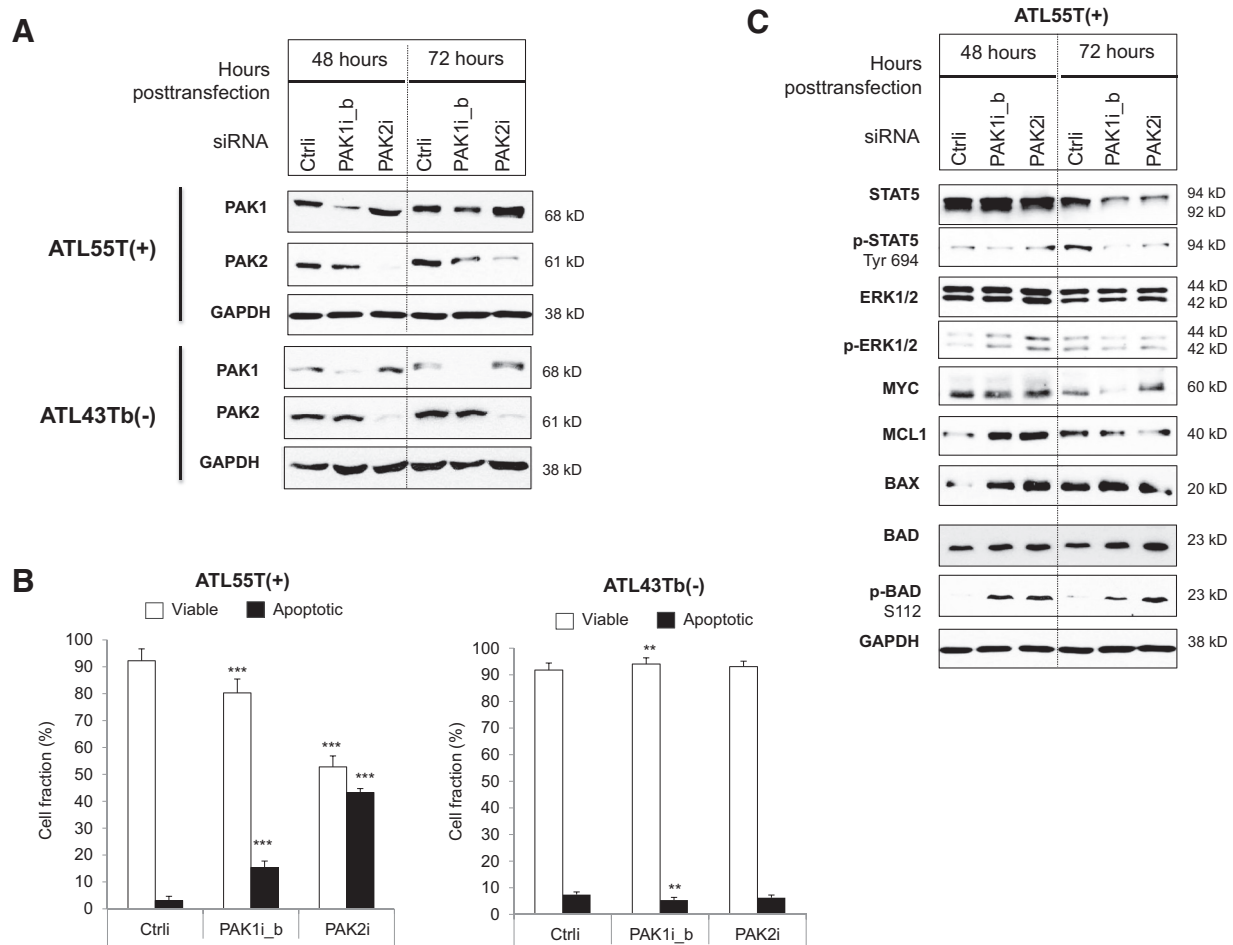 A
Hours
posttransfection
48 hours
72 hours
siRNA
Ctrli
PAK1i_b
PAK2i
Ctrli
PAK1i_b
PAK2i
ATL55T(+)
PAK1
68 kD
PAK2
61 kD
GAPDH
38 kD
ATL43Tb(-)
PAK1
68 kD
PAK2
61 kD
GAPDH
38 kD
B
ATL55T(+)
Viable
Apoptotic
Cell fraction (%)
100
90
80
70
60
50
40
30
20
10
0
***
***
***
***
Ctrli
PAK1i_b
PAK2i
ATL43Tb(-)
Viable
Apoptotic
Cell fraction (%)
100
90
80
70
60
50
40
30
20
10
0
**
**
Ctrli
PAK1i_b
PAK2i
C
ATL55T(+)
Hours
posttransfection
48 hours
72 hours
siRNA
Ctrli
PAK1i_b
PAK2i
Ctrli
PAK1i_b
PAK2i
STAT5
94 kD
92 kD
p-STAT5
Tyr 694
94 kD
ERK1/2
44 kD
42 kD
p-ERK1/2
44 kD
42 kD
MYC
60 kD
MCL1
40 kD
BAX
20 kD
BAD
23 kD
p-BAD
S112
23 kD
GAPDH
38 kD